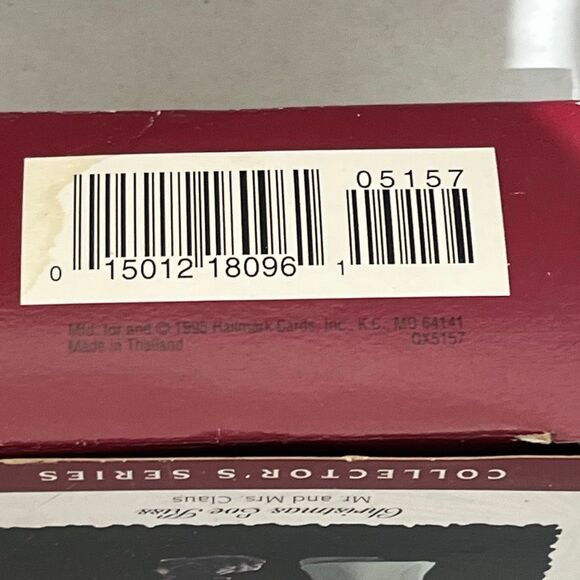 05157
0 15012 18096 1
Mfd. for and © 1995 Hallmark Cards, Inc., K.C., MO 64141
Made in Thailand QX5157
COLLECTOR'S SERIES
Christmas Eve Kiss
Mr. and Mrs. Claus